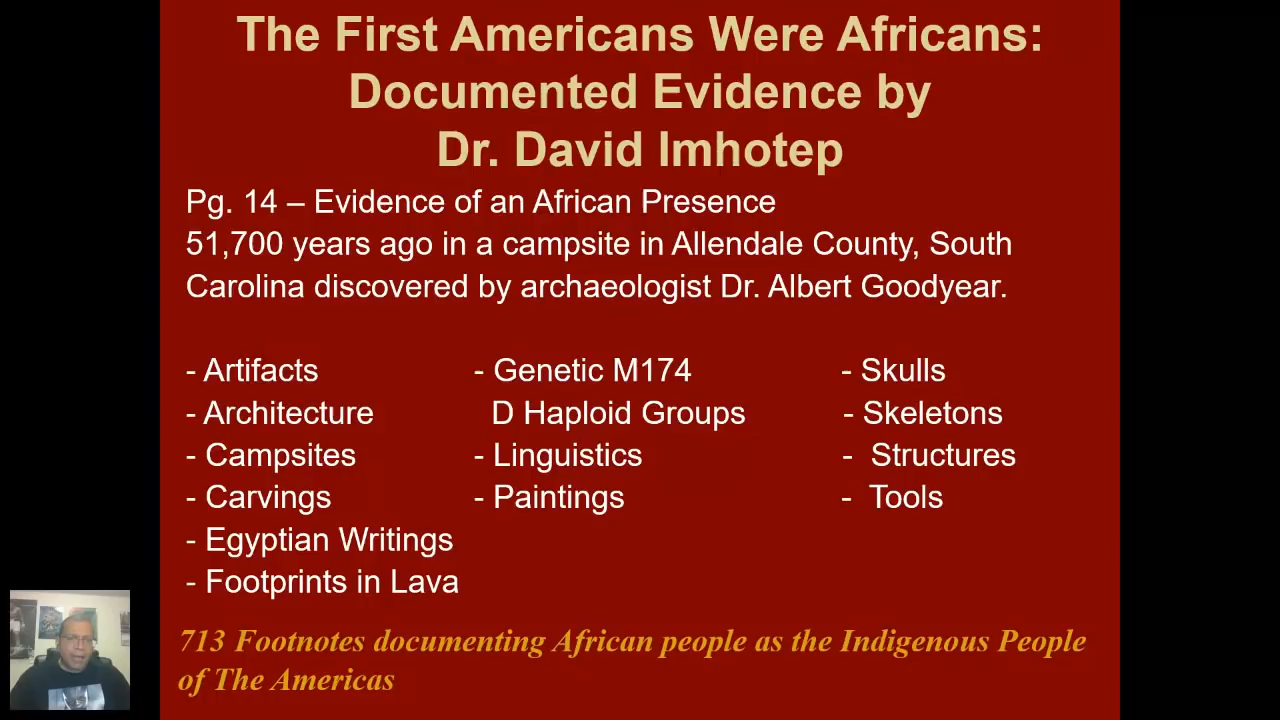 The First Americans Were Africans:
Documented Evidence by
Dr. David Imhotep
Pg. 14 – Evidence of an African Presence
51,700 years ago in a campsite in Allendale County, South
Carolina discovered by archaeologist Dr. Albert Goodyear.
- Artifacts - Genetic M174 - Skulls
- Architecture D Haploid Groups - Skeletons
- Campsites - Linguistics - Structures
- Carvings - Paintings - Tools
- Egyptian Writings
- Footprints in Lava
713 Footnotes documenting African people as the Indigenous People
of The Americas